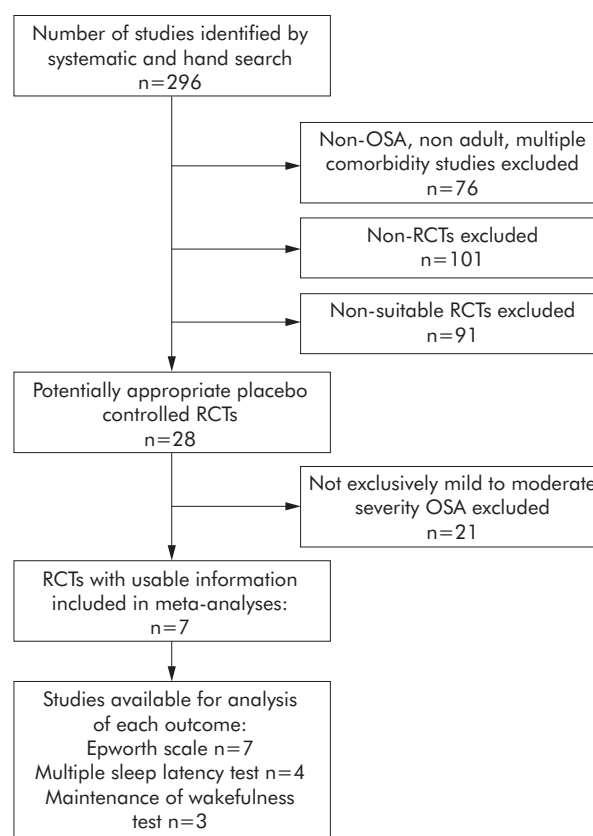 Number of studies identified by
systematic and hand search
n=296
Non-OSA, non adult, multiple
comorbidity studies excluded
n=76
Non-RCTs excluded
n=101
Non-suitable RCTs excluded
n=91
Potentially appropriate placebo
controlled RCTs
n=28
Not exclusively mild to moderate
severity OSA excluded
n=21
RCTs with usable information
included in meta-analyses:
n=7
Studies available for analysis
of each outcome:
Epworth scale n=7
Multiple sleep latency test n=4
Maintenance of wakefulness
test n=3